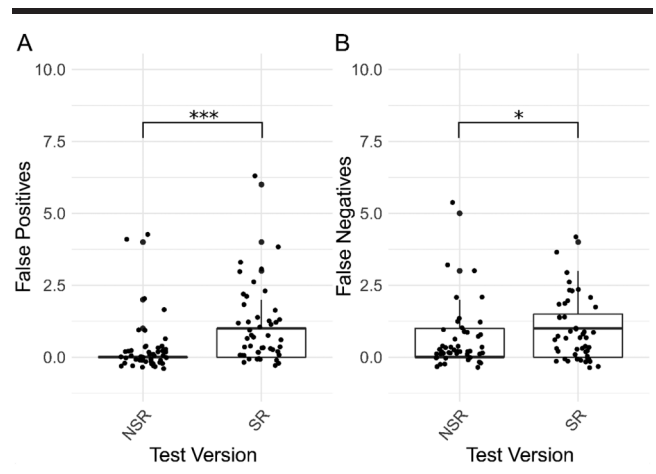 A
B
10.0
7.5
5.0
2.5
0.0
False Positives
***
NSR
SR
Test Version
10.0
7.5
5.0
2.5
0.0
False Negatives
*
NSR
SR
Test Version